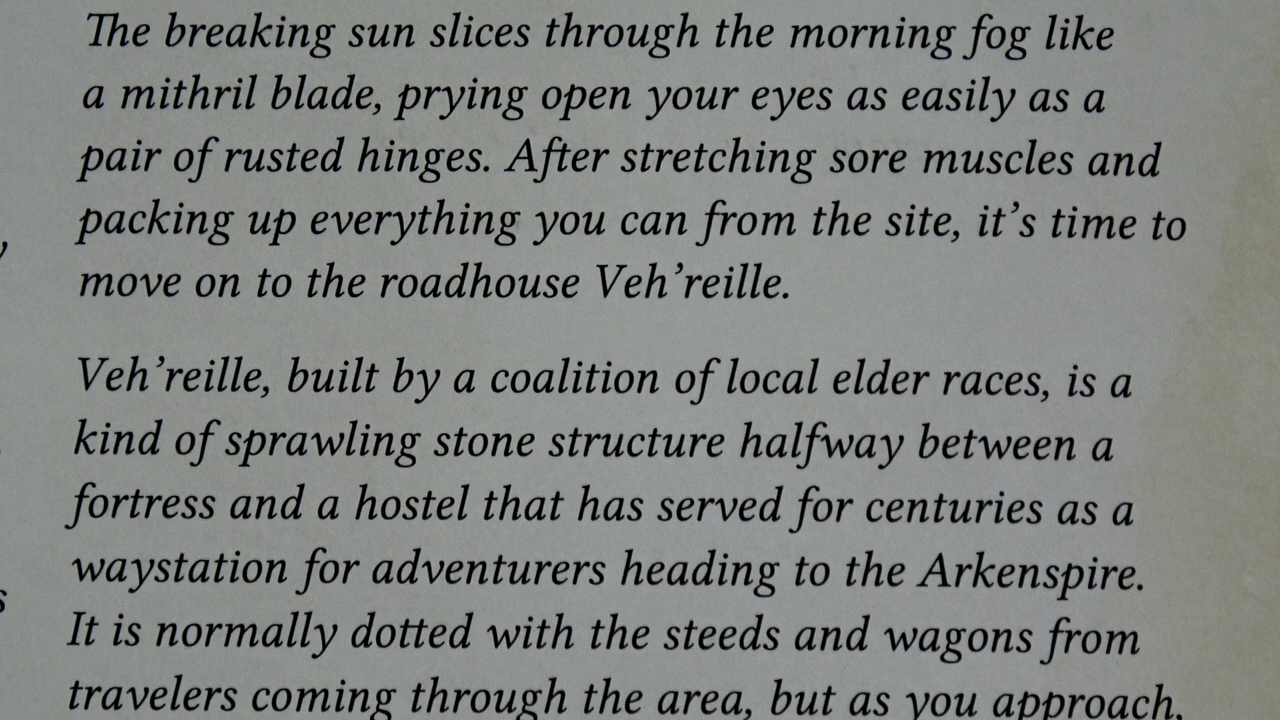 The breaking sun slices through the morning fog like
a mithril blade, prying open your eyes as easily as a
pair of rusted hinges. After stretching sore muscles and
packing up everything you can from the site, it’s time to
move on to the roadhouse Veh’reille.
Veh’reille, built by a coalition of local elder races, is a
kind of sprawling stone structure halfway between a
fortress and a hostel that has served for centuries as a
waystation for adventurers heading to the Arkenspire.
It is normally dotted with the steeds and wagons from
travelers coming through the area, but as you approach,